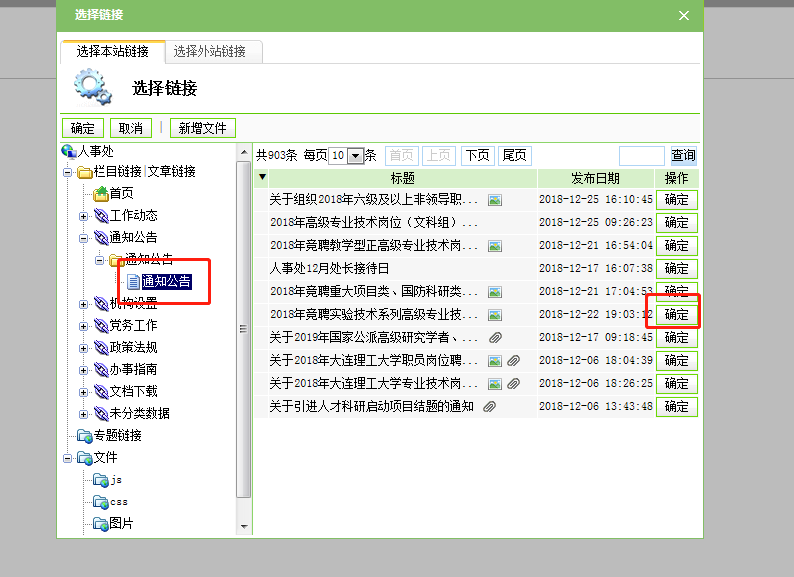 选择链接
选择本站链接 选择外站链接
选择链接
确定 取消 | 新增文件
人事处
栏目链接|文章链接
首页
工作动态
通知公告
通知公告
通知公告
机构设置
党务工作
政策法规
办事指南
文档下载
未分类数据
专题链接
文件
js
css
图片
共903条 每页 10 条 首页 上页 下页 尾页 查询
标题 发布日期 操作
关于组织2018年六级及以上非领导职... 2018-12-25 16:10:45 确定
2018年高级专业技术岗位（文科组）... 2018-12-25 09:26:23 确定
2018年竞聘教学型正高级专业技术岗... 2018-12-21 16:54:04 确定
人事处12月处长接待日 2018-12-17 16:07:38 确定
2018年竞聘重大项目类、国防科研类... 2018-12-21 17:04:53 确定
2018年竞聘实验技术系列高级专业技... 2018-12-22 19:03:12 确定
关于2019年国家公派高级研究学者、... 2018-12-17 09:18:45 确定
关于2018年大连理工大学职员岗位聘... 2018-12-06 18:04:39 确定
关于2018年大连理工大学专业技术岗... 2018-12-06 18:26:25 确定
关于引进人才科研启动项目结题的通知 2018-12-06 13:43:48 确定